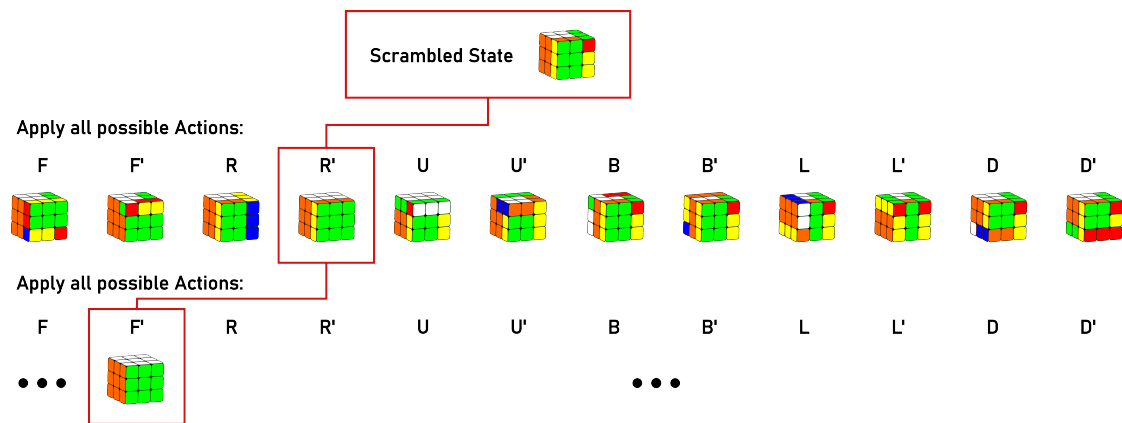 Scrambled State
Apply all possible Actions:
F F' R R' U U' B B' L L' D D'
Apply all possible Actions:
F F' R R' U U' B B' L L' D D'